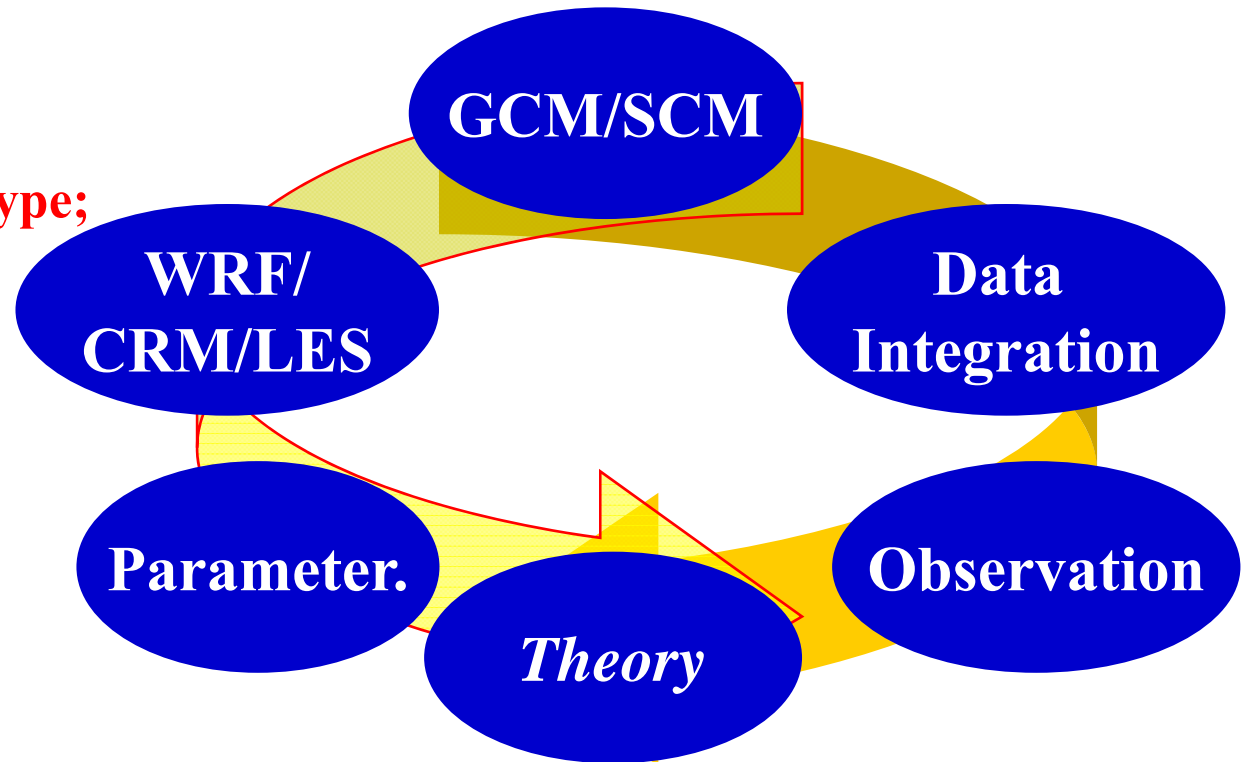 GCM/SCM
ype;
WRF/
CRM/LES
Data
Integration
Parameter.
Observation
Theory